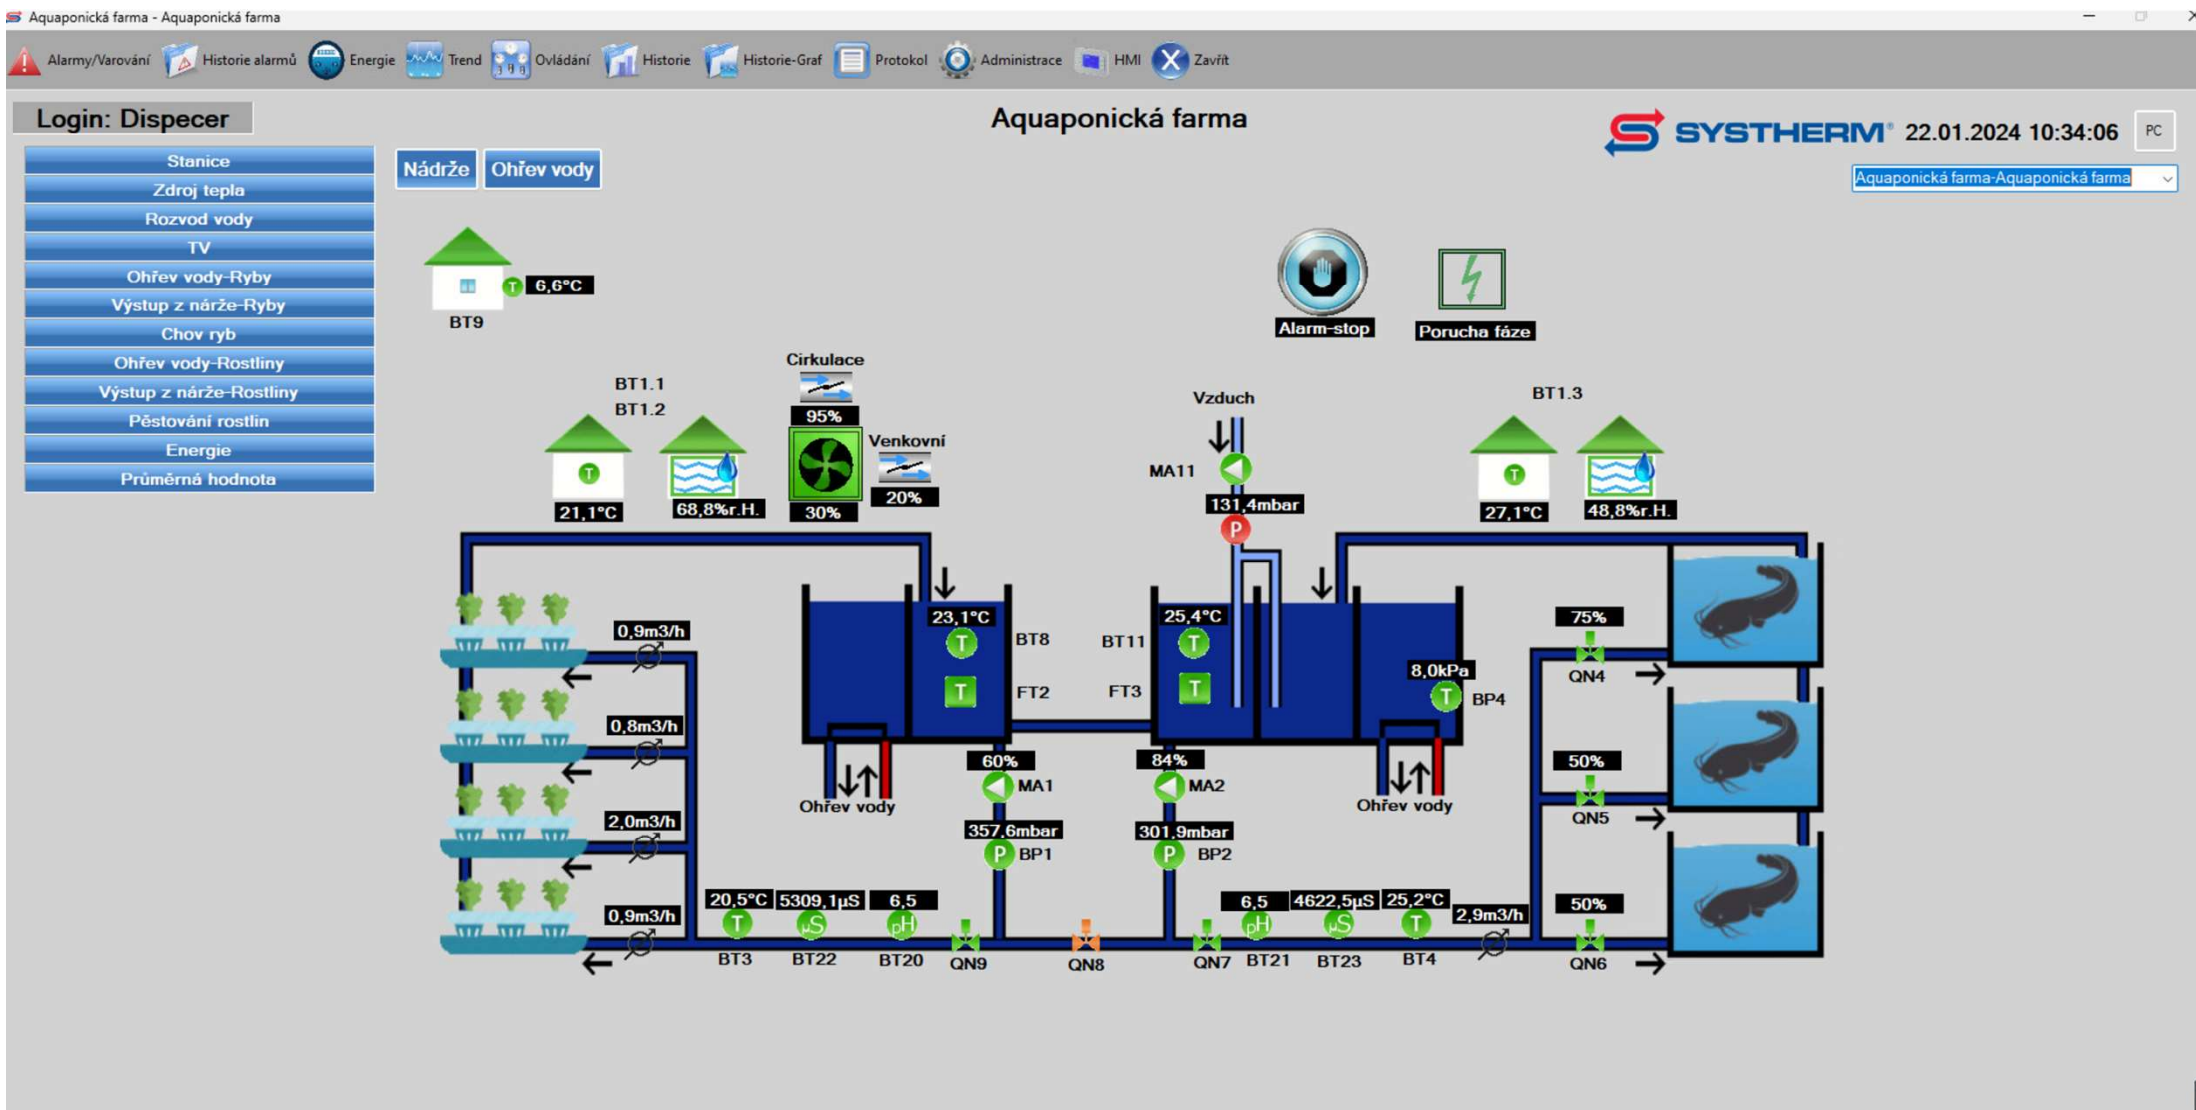 Aquaponická farma - Aquaponická farma
Alarmy/Varování Historie alarmů Energie Trend Ovládání Historie Historie-Graf Protokol Administrace HMI Zavřít
Login: Dispecer
Aquaponická farma
SYSTHERM® 22.01.2024 10:34:06 PC
Aquaponická farma-Aquaponická farma
Stanice
Zdroj tepla
Rozvod vody
TV
Ohřev vody-Ryby
Výstup z nárže-Ryby
Chov ryb
Ohřev vody-Rostliny
Výstup z nárže-Rostliny
Pěstování rostlin
Energie
Průměrná hodnota
Nádrže Ohřev vody
T 6,6°C
BT9
Alarm-stop Porucha fáze
Cirkulace
BT1.1
BT1.2
95%
Venkovní
20%
T
21,1°C 68,8%r.H. 30%
Vzduch
MA11
131,4mbar
P
BT1.3
T
27,1°C 48,8%r.H.
0,9m3/h
0,8m3/h
2,0m3/h
0,9m3/h
23,1°C
T BT8
T FT2
25,4°C
BT11 T
FT3 T
8,0kPa
T BP4
Ohřev vody
Ohřev vody
60%
MA1
357,6mbar
P BP1
84%
MA2
301,9mbar
P BP2
75%
QN4
50%
QN5
50%
QN6
20,5°C 5309,1µS 6,5
T µS pH
BT3 BT22 BT20 QN9 QN8 QN7
6,5 4622,5µS 25,2°C 2,9m3/h
pH µS T
BT21 BT23 BT4